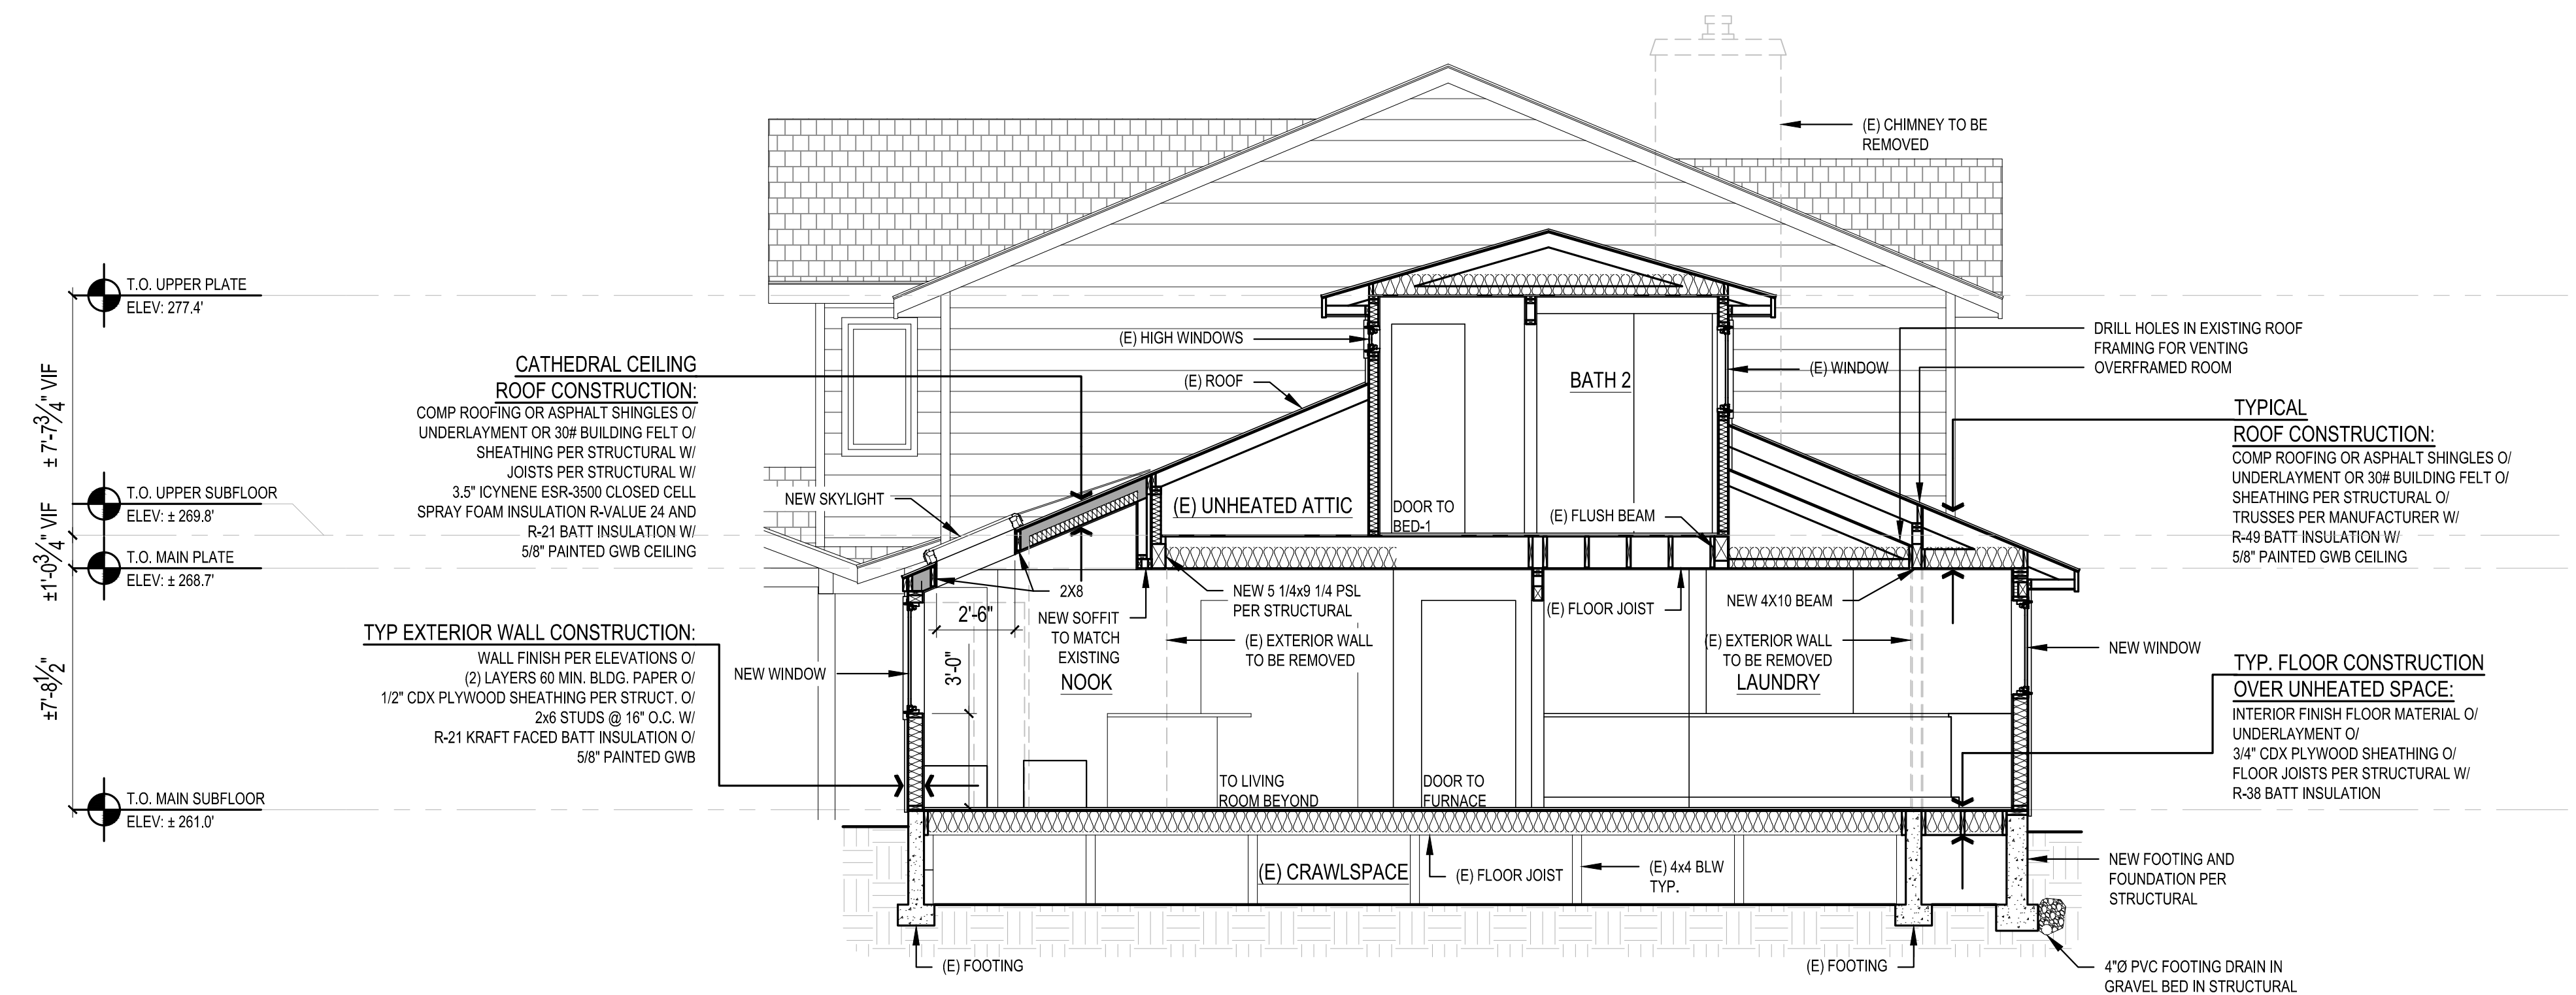 (E) CHIMNEY TO BE
REMOVED
T.O. UPPER PLATE
ELEV: 277.4'
± 7'-7 3/4" VIF
T.O. UPPER SUBFLOOR
ELEV: ± 269.8'
±1'-0 3/4" VIF
T.O. MAIN PLATE
ELEV: ± 268.7'
±7'-8 1/2"
T.O. MAIN SUBFLOOR
ELEV: ± 261.0'
CATHEDRAL CEILING
ROOF CONSTRUCTION:
COMP ROOFING OR ASPHALT SHINGLES O/
UNDERLAYMENT OR 30# BUILDING FELT O/
SHEATHING PER STRUCTURAL W/
JOISTS PER STRUCTURAL W/
3.5" ICYNENE ESR-3500 CLOSED CELL
SPRAY FOAM INSULATION R-VALUE 24 AND
R-21 BATT INSULATION W/
5/8" PAINTED GWB CEILING
TYP EXTERIOR WALL CONSTRUCTION:
WALL FINISH PER ELEVATIONS O/
(2) LAYERS 60 MIN. BLDG. PAPER O/
1/2" CDX PLYWOOD SHEATHING PER STRUCT. O/
2x6 STUDS @ 16" O.C. W/
R-21 KRAFT FACED BATT INSULATION O/
5/8" PAINTED GWB
(E) HIGH WINDOWS
(E) ROOF
NEW SKYLIGHT
(E) UNHEATED ATTIC
BATH 2
DOOR TO
BED-1
(E) FLUSH BEAM
(E) WINDOW
DRILL HOLES IN EXISTING ROOF
FRAMING FOR VENTING
OVERFRAMED ROOM
TYPICAL
ROOF CONSTRUCTION:
COMP ROOFING OR ASPHALT SHINGLES O/
UNDERLAYMENT OR 30# BUILDING FELT O/
SHEATHING PER STRUCTURAL O/
TRUSSES PER MANUFACTURER W/
R-49 BATT INSULATION W/
5/8" PAINTED GWB CEILING
2X8
2'-6"
3'-0"
NEW WINDOW
NEW SOFFIT
TO MATCH
EXISTING
NOOK
NEW 5 1/4x9 1/4 PSL
PER STRUCTURAL
(E) EXTERIOR WALL
TO BE REMOVED
(E) FLOOR JOIST
NEW 4X10 BEAM
(E) EXTERIOR WALL
TO BE REMOVED
LAUNDRY
NEW WINDOW
TO LIVING
ROOM BEYOND
DOOR TO
FURNACE
TYP. FLOOR CONSTRUCTION
OVER UNHEATED SPACE:
INTERIOR FINISH FLOOR MATERIAL O/
UNDERLAYMENT O/
3/4" CDX PLYWOOD SHEATHING O/
FLOOR JOISTS PER STRUCTURAL W/
R-38 BATT INSULATION
(E) CRAWLSPACE
(E) FLOOR JOIST
(E) 4x4 BLW
TYP.
NEW FOOTING AND
FOUNDATION PER
STRUCTURAL
(E) FOOTING
(E) FOOTING
4"Ø PVC FOOTING DRAIN IN
GRAVEL BED IN STRUCTURAL